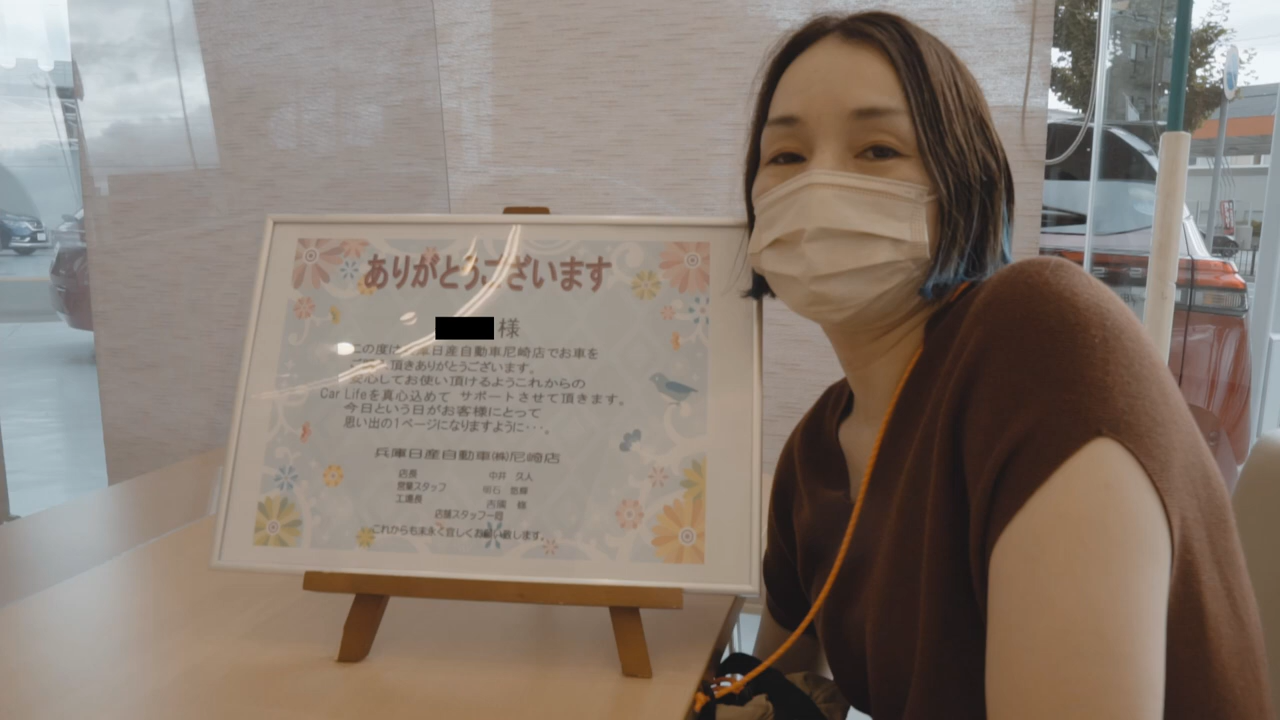 ありがとうございます
様
この度は兵庫日産自動車尼崎店でお車を
ご購入頂きありがとうございます。
安心してお使い頂けるようこれからの
Car Lifeを真心込めて サポートさせて頂きます。
今日という日がお客様にとって
思い出の1ページになりますように・・・。
兵庫日産自動車㈱尼崎店
店長 中井 久人
営業スタッフ
工場長
店舗スタッフ一同
これからも末永く宜しくお願い致します。